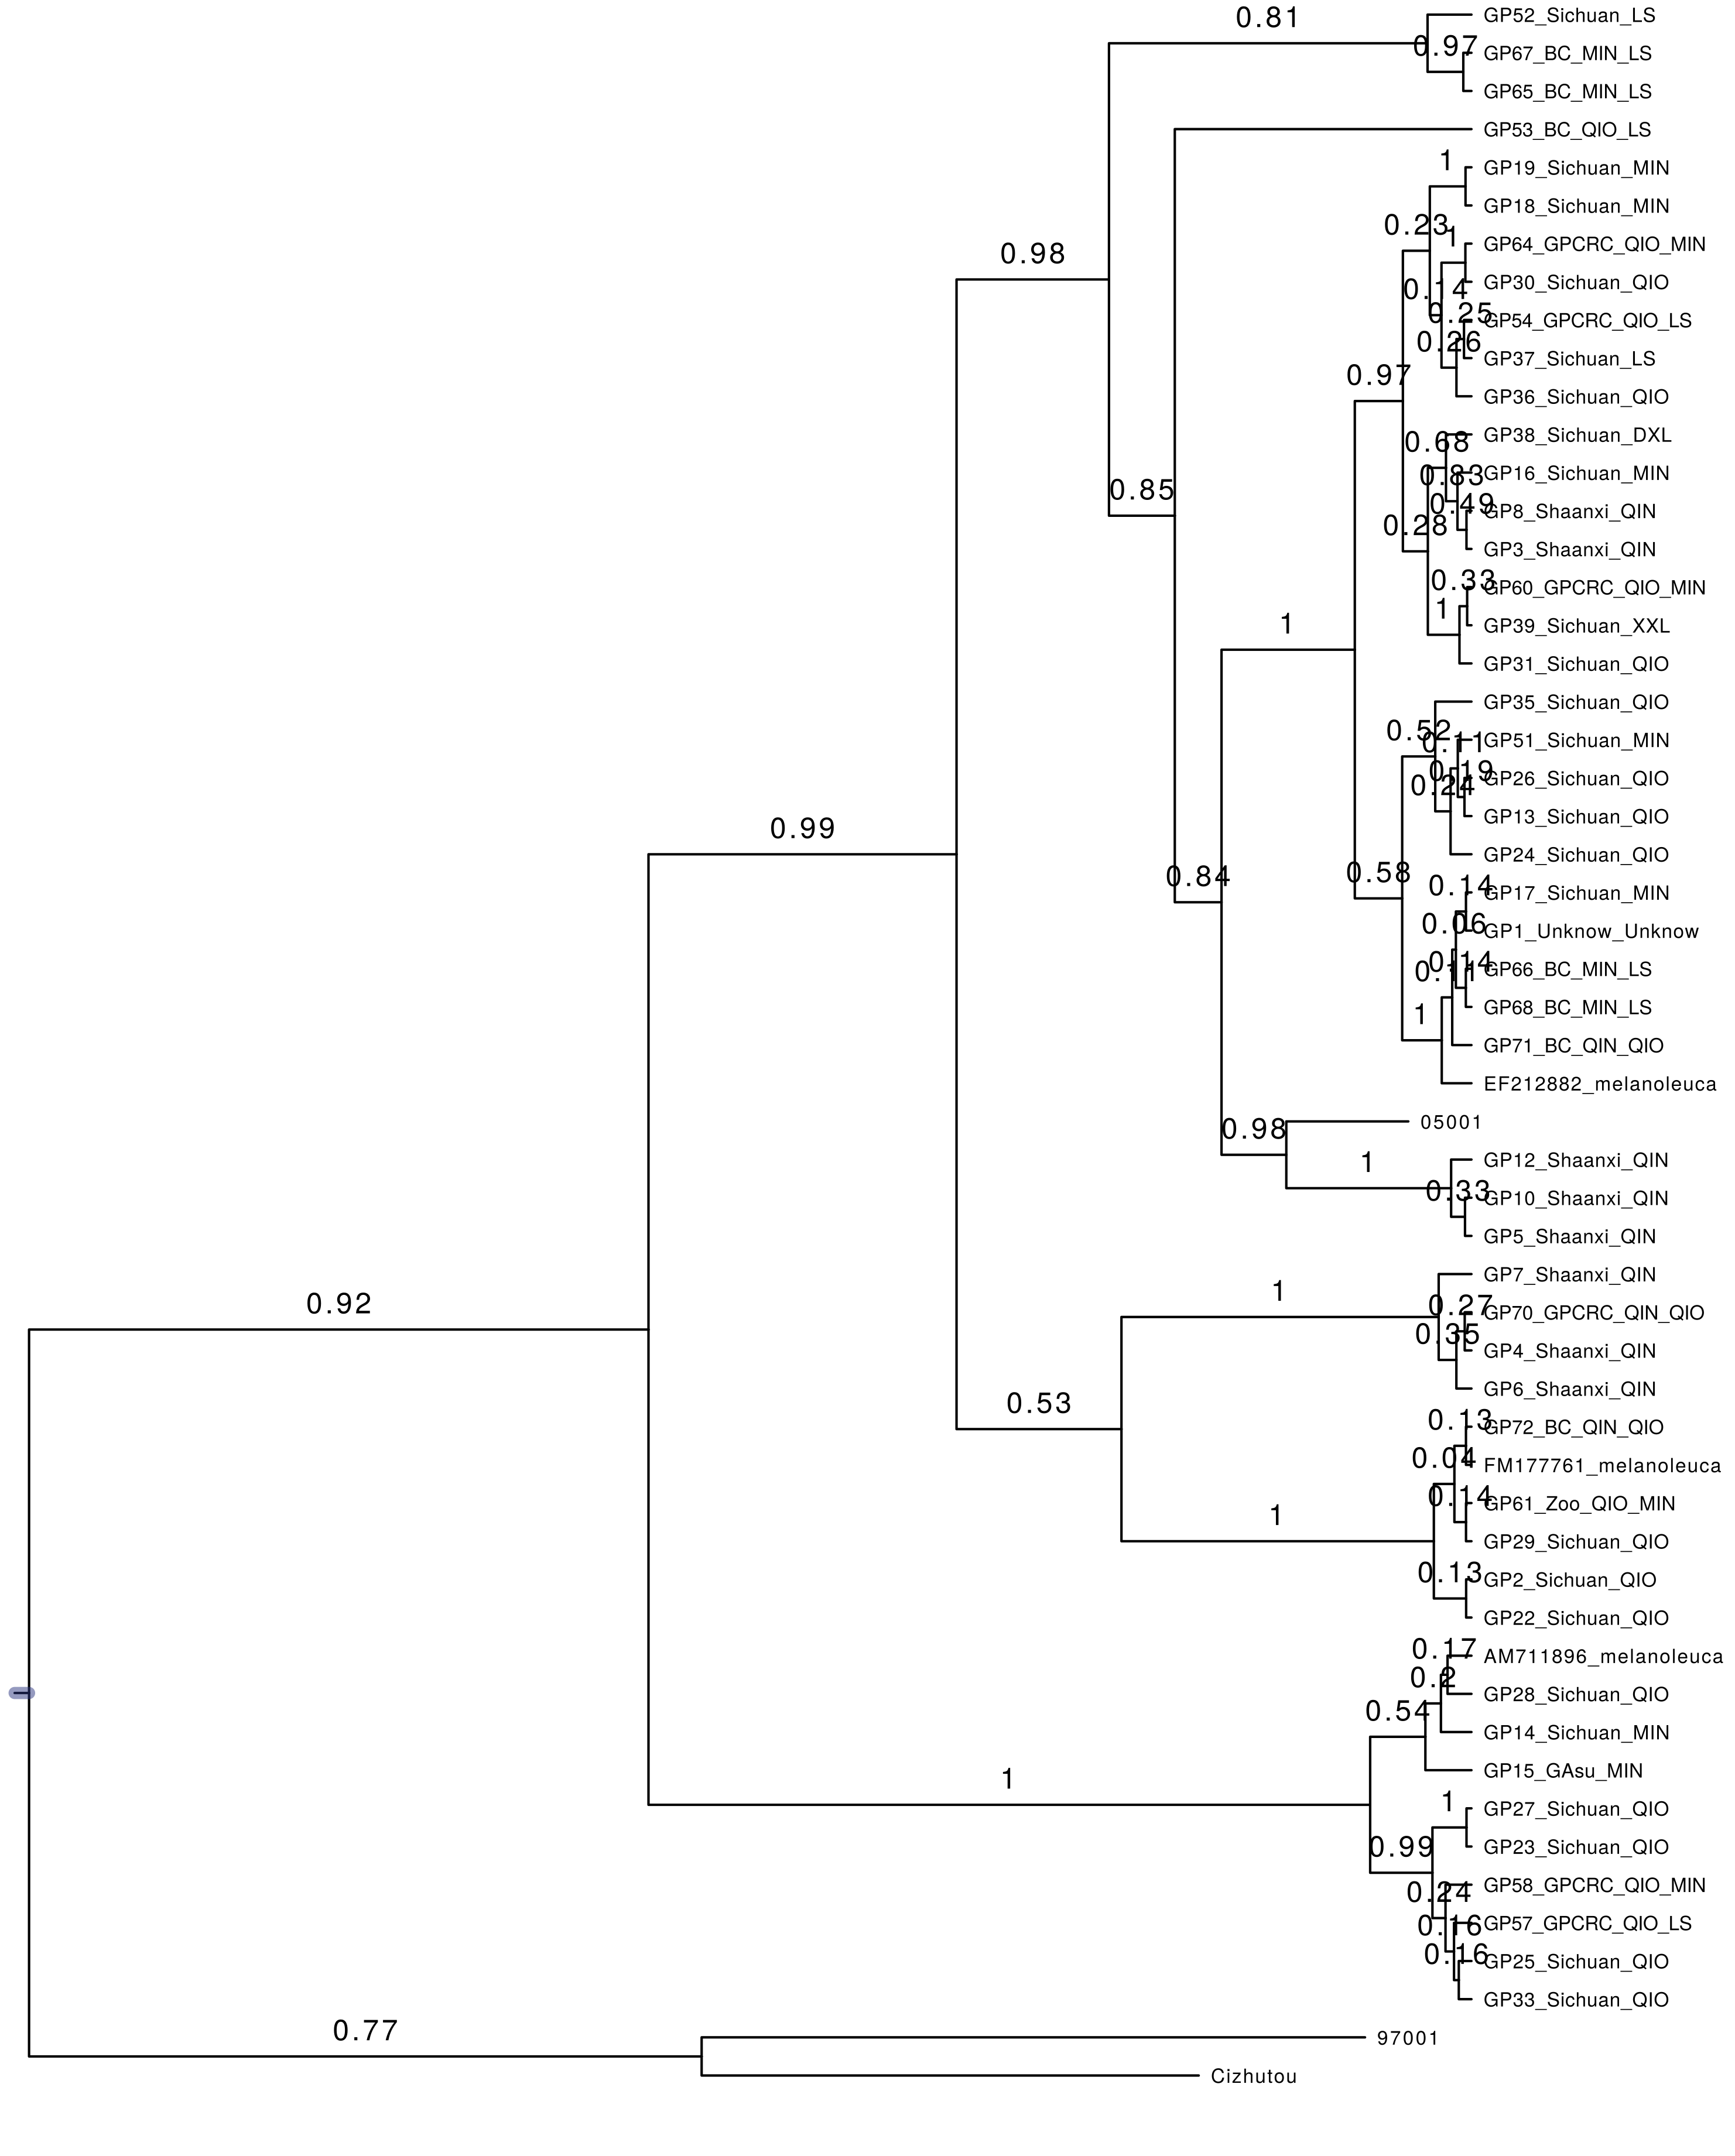 0.81
GP52_Sichuan_LS
0.97
GP67_BC_MIN_LS
GP65_BC_MIN_LS
GP53_BC_QIO_LS
1
GP19_Sichuan_MIN
GP18_Sichuan_MIN
0.23
1
GP64_GPCRC_QIO_MIN
0.98
GP30_Sichuan_QIO
0.14
0.25
GP54_GPCRC_QIO_LS
0.26
GP37_Sichuan_LS
0.97
GP36_Sichuan_QIO
0.68
GP38_Sichuan_DXL
0.83
GP16_Sichuan_MIN
0.85
0.49
GP8_Shaanxi_QIN
0.28
GP3_Shaanxi_QIN
0.33
GP60_GPCRC_QIO_MIN
1
1
GP39_Sichuan_XXL
GP31_Sichuan_QIO
GP35_Sichuan_QIO
0.52
0.11
GP51_Sichuan_MIN
0.19
GP26_Sichuan_QIO
0.24
GP13_Sichuan_QIO
0.99
GP24_Sichuan_QIO
0.84
0.58
0.14
GP17_Sichuan_MIN
0.06
GP1_Unknow_Unknow
0.14
0.11
GP66_BC_MIN_LS
GP68_BC_MIN_LS
1
GP71_BC_QIN_QIO
EF212882_melanoleuca
0.98
05001
1
GP12_Shaanxi_QIN
0.33
GP10_Shaanxi_QIN
GP5_Shaanxi_QIN
GP7_Shaanxi_QIN
0.92
1
0.27
GP70_GPCRC_QIN_QIO
0.35
GP4_Shaanxi_QIN
GP6_Shaanxi_QIN
0.53
0.13
GP72_BC_QIN_QIO
0.04
FM177761_melanoleuca
0.14
GP61_Zoo_QIO_MIN
1
GP29_Sichuan_QIO
0.13
GP2_Sichuan_QIO
GP22_Sichuan_QIO
0.17
AM711896_melanoleuca
0.2
GP28_Sichuan_QIO
0.54
GP14_Sichuan_MIN
1
GP15_GAsu_MIN
1
GP27_Sichuan_QIO
0.99
GP23_Sichuan_QIO
0.24
GP58_GPCRC_QIO_MIN
0.16
GP57_GPCRC_QIO_LS
0.16
GP25_Sichuan_QIO
GP33_Sichuan_QIO
0.77
97001
Cizhutou